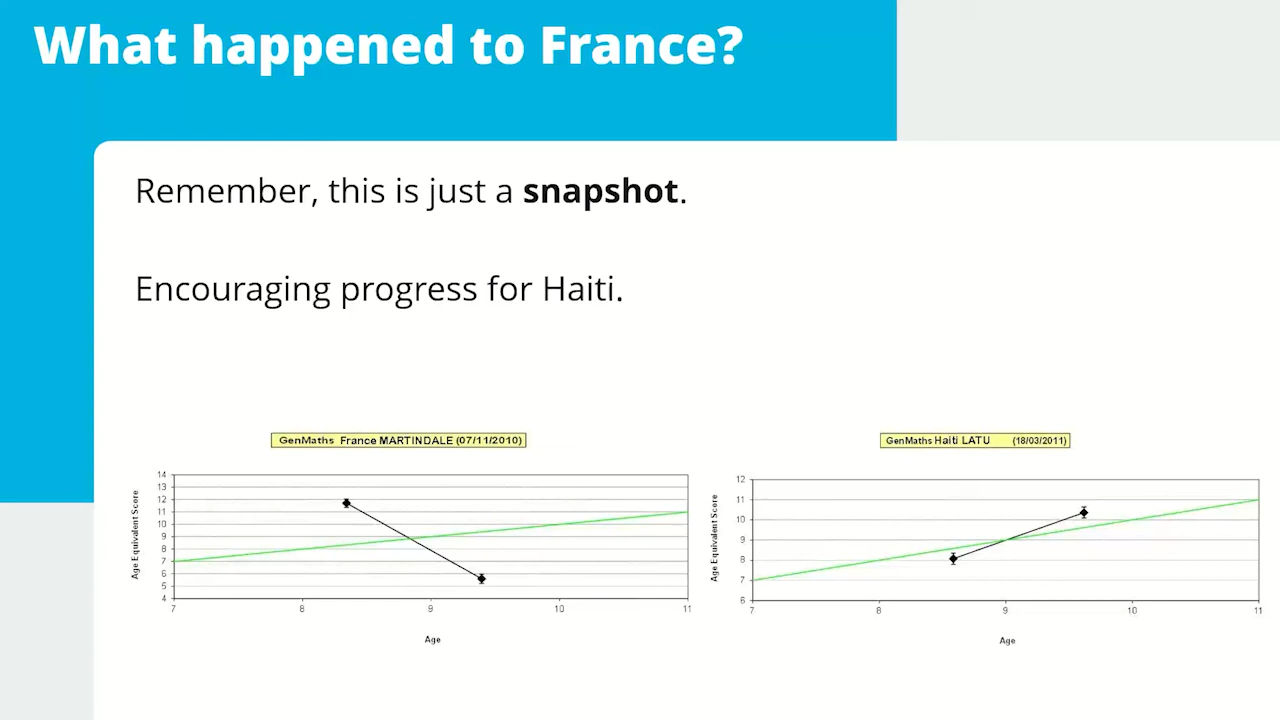 What happened to France?
Remember, this is just a snapshot.
Encouraging progress for Haiti.
GenMaths France MARTINDALE (07/11/2010)
14
13
12
11
10
9
8
7
6
5
4
Age Equivalent Score
7 8 9 10 11
Age
GenMaths Haiti LATU (18/03/2011)
12
11
10
9
8
7
6
Age Equivalent Score
7 8 9 10 11
Age